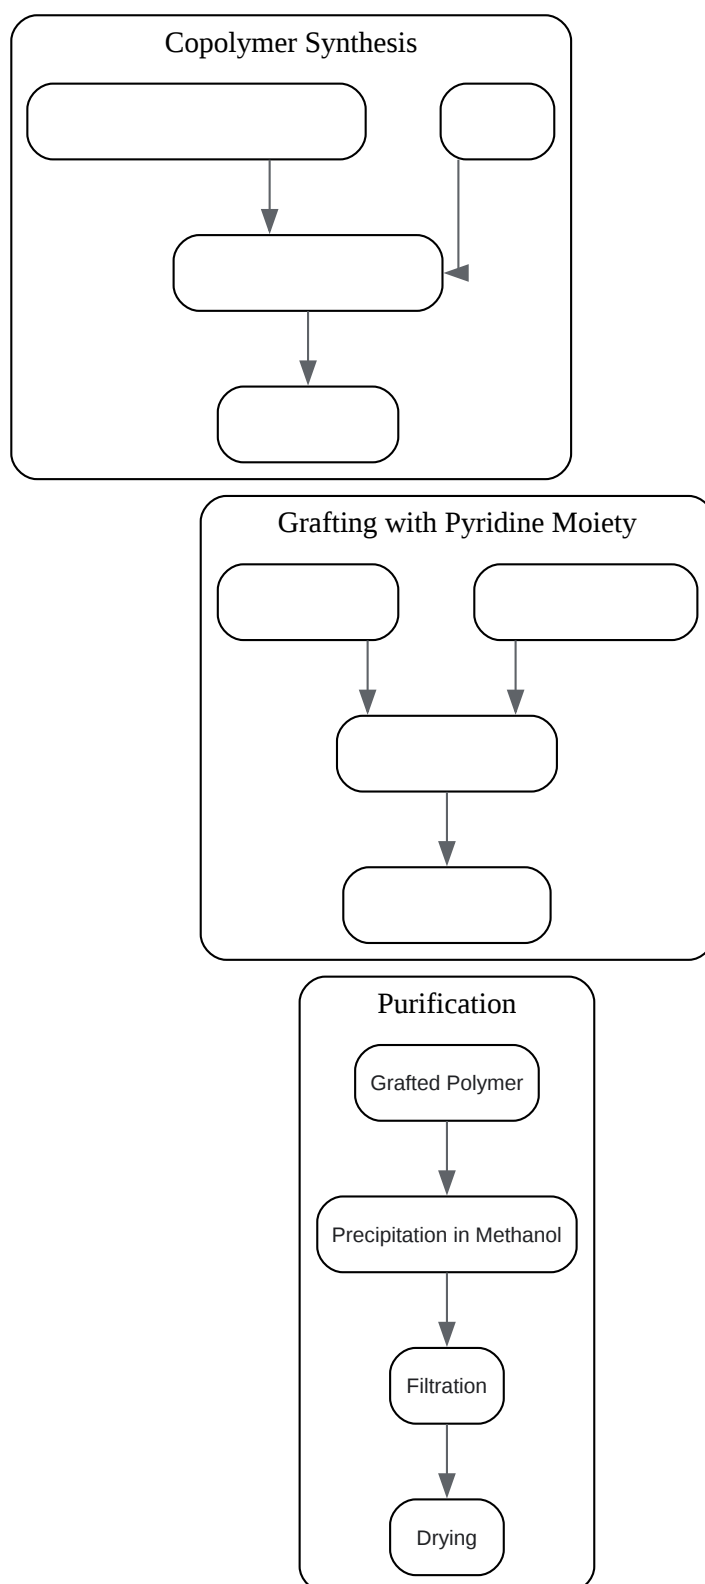 Copolymer Synthesis
Grafting with Pyridine Moiety
Purification
Grafted Polymer
Precipitation in Methanol
Filtration
Drying